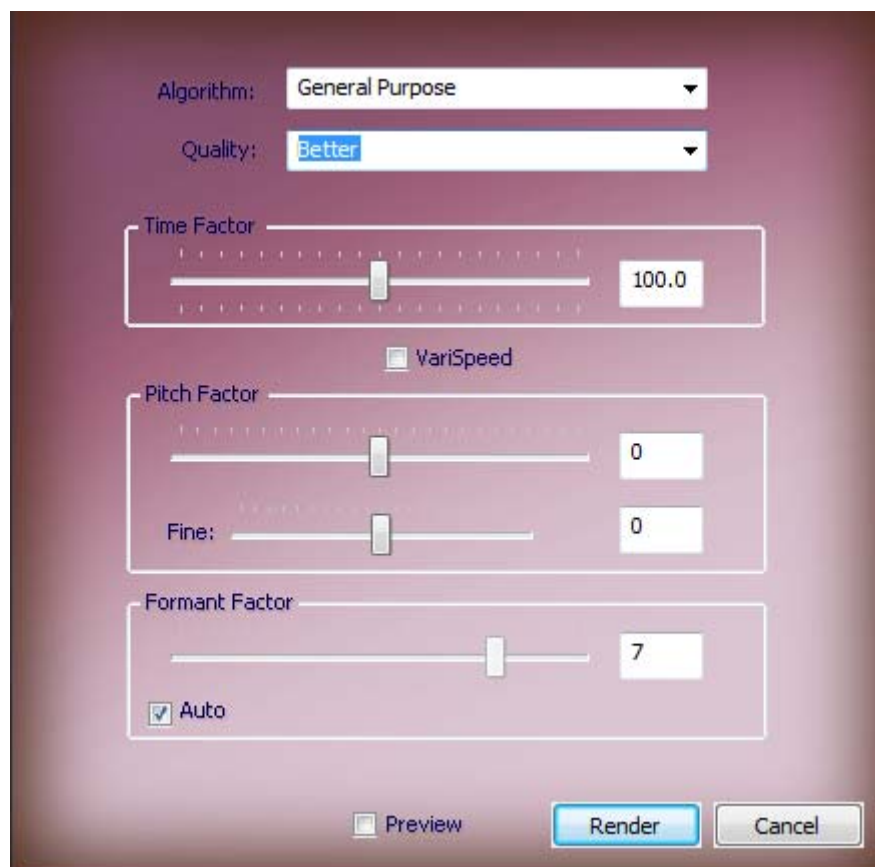 Algorithm: General Purpose
Quality: Better
Time Factor
100.0
VariSpeed
Pitch Factor
0
Fine: 0
Formant Factor
7
Auto
Preview Render Cancel